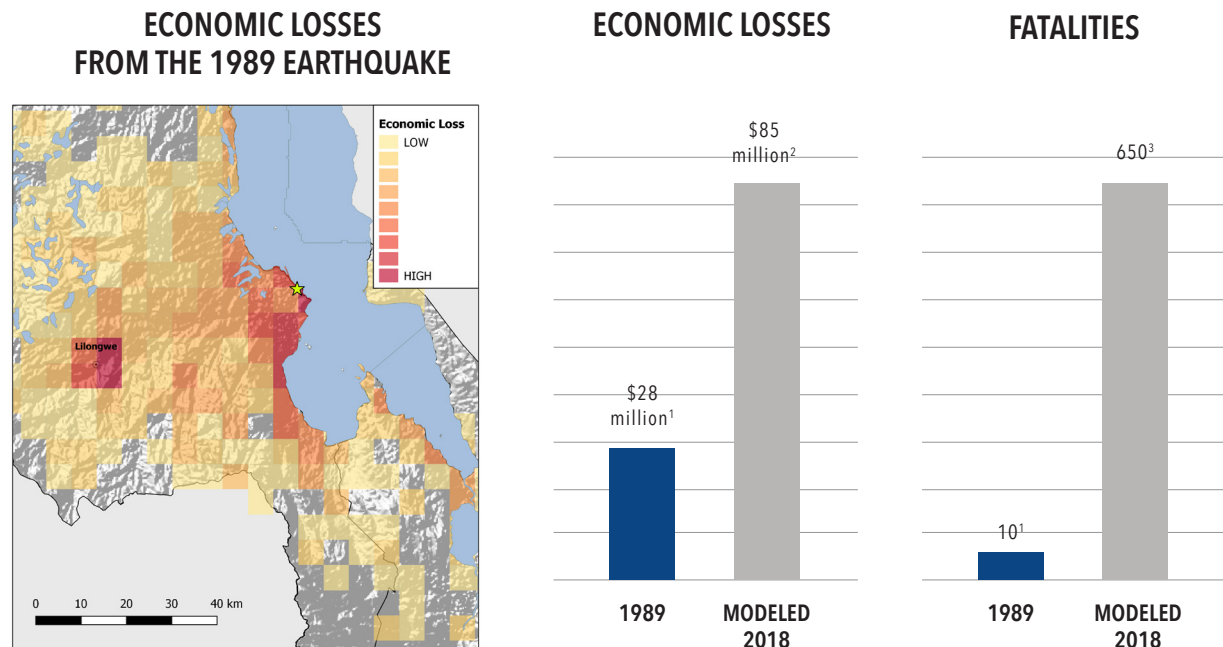 ECONOMIC LOSSES
FROM THE 1989 EARTHQUAKE
Economic Loss
LOW
HIGH
Lilongwe
0 10 20 30 40 km
ECONOMIC LOSSES
$85
million²
$28
million¹
1989
MODELED
2018
FATALITIES
650³
10¹
1989
MODELED
2018